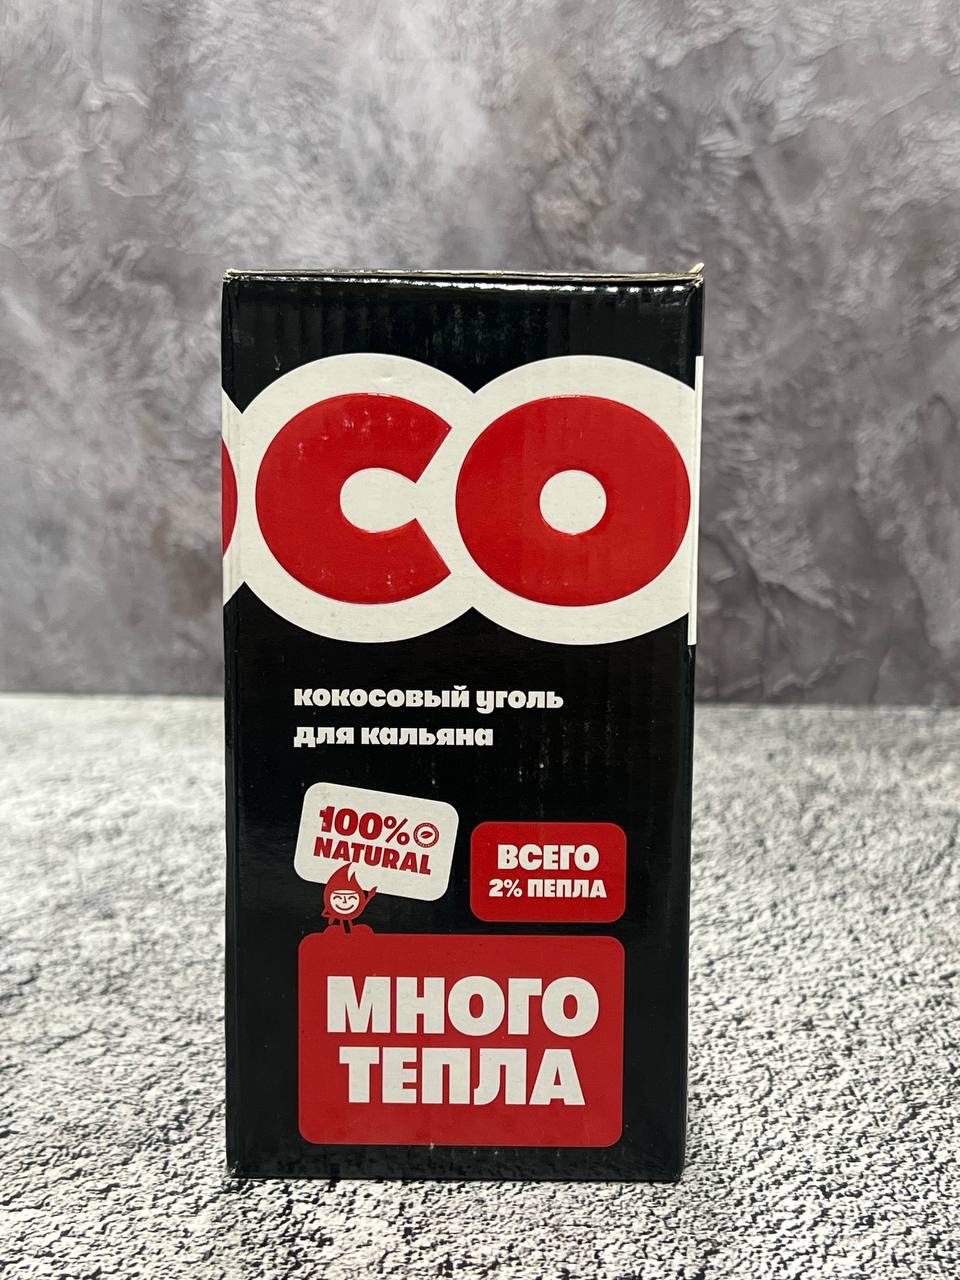 CO
кокосовый уголь
для кальяна
100%
NATURAL
ВСЕГО
2% ПЕПЛА
МНОГО
ТЕПЛА